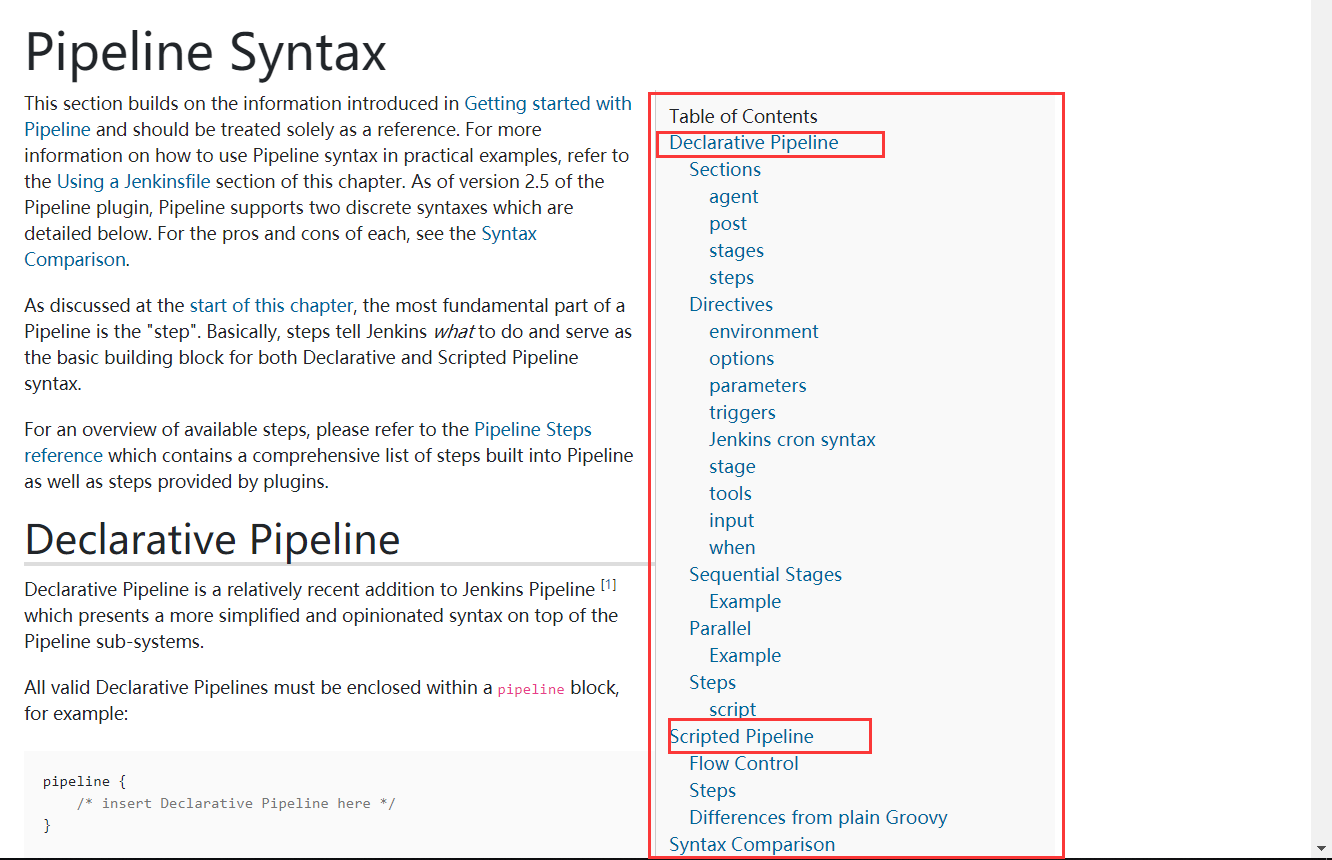 Pipeline Syntax
This section builds on the information introduced in Getting started with
Pipeline and should be treated solely as a reference. For more
information on how to use Pipeline syntax in practical examples, refer to
the Using a Jenkinsfile section of this chapter. As of version 2.5 of the
Pipeline plugin, Pipeline supports two discrete syntaxes which are
detailed below. For the pros and cons of each, see the Syntax
Comparison.
As discussed at the start of this chapter, the most fundamental part of a
Pipeline is the "step". Basically, steps tell Jenkins what to do and serve as
the basic building block for both Declarative and Scripted Pipeline
syntax.
For an overview of available steps, please refer to the Pipeline Steps
reference which contains a comprehensive list of steps built into Pipeline
as well as steps provided by plugins.
Declarative Pipeline
Declarative Pipeline is a relatively recent addition to Jenkins Pipeline [1]
which presents a more simplified and opinionated syntax on top of the
Pipeline sub-systems.
All valid Declarative Pipelines must be enclosed within a pipeline block,
for example:
pipeline {
    /* insert Declarative Pipeline here */
}
Table of Contents
Declarative Pipeline
Sections
agent
post
stages
steps
Directives
environment
options
parameters
triggers
Jenkins cron syntax
stage
tools
input
when
Sequential Stages
Example
Parallel
Example
Steps
script
Scripted Pipeline
Flow Control
Steps
Differences from plain Groovy
Syntax Comparison